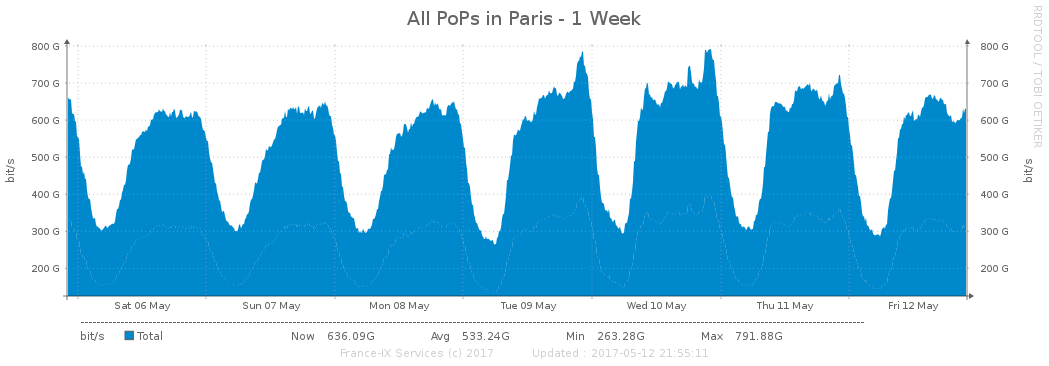 All PoPs in Paris - 1 Week
RRDTOOL / TOBI OETIKER
800 G 800 G
700 G 700 G
600 G 600 G
500 G 500 G
400 G 400 G
300 G 300 G
200 G 200 G
bit/s bit/s
Sat 06 May Sun 07 May Mon 08 May Tue 09 May Wed 10 May Thu 11 May Fri 12 May
bit/s Total Now 636.09G Avg 533.24G Min 263.28G Max 791.88G
France-IX Services (c) 2017 Updated : 2017-05-12 21:55:11